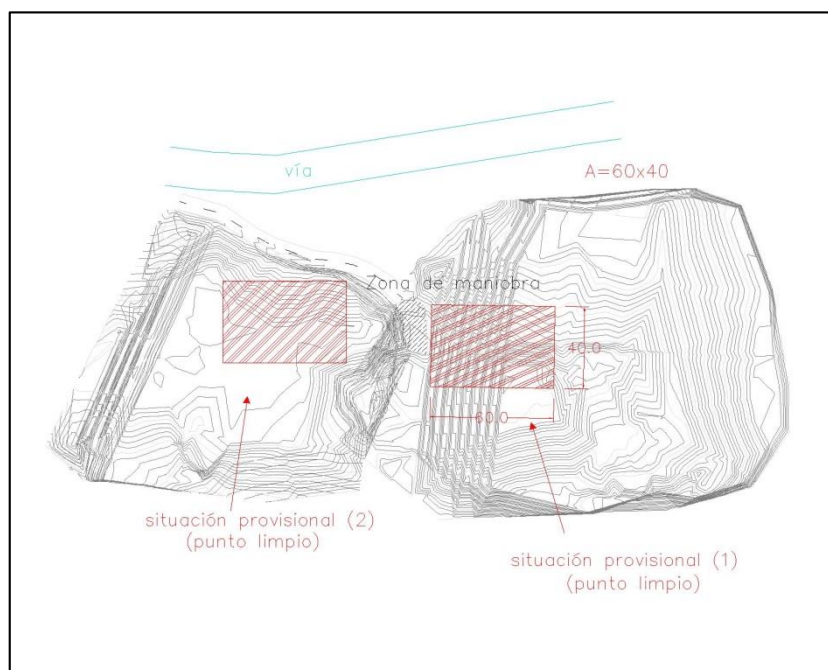 vía
A=60x40
Zona de maniobra
40.0
60.0
situación provisional (2)
(punto limpio)
situación provisional (1)
(punto limpio)